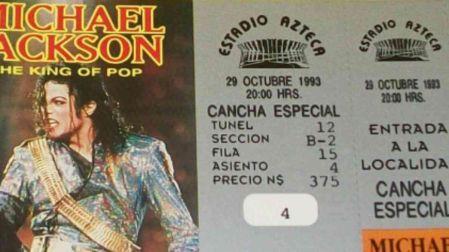 MICHAEL
JACKSON
THE KING OF POP
ESTADIO AZTECA
29 OCTUBRE 1993
20:00 HRS.
CANCHA ESPECIAL
TUNEL 12
SECCION B-2
FILA 15
ASIENTO 4
PRECIO N$ 375
4
ESTADIO AZTECA
29 OCTUBRE 1993
20:00 HRS.
ENTRADA
A LA
LOCALIDA
CANCHA
ESPECIAL
MICHAE